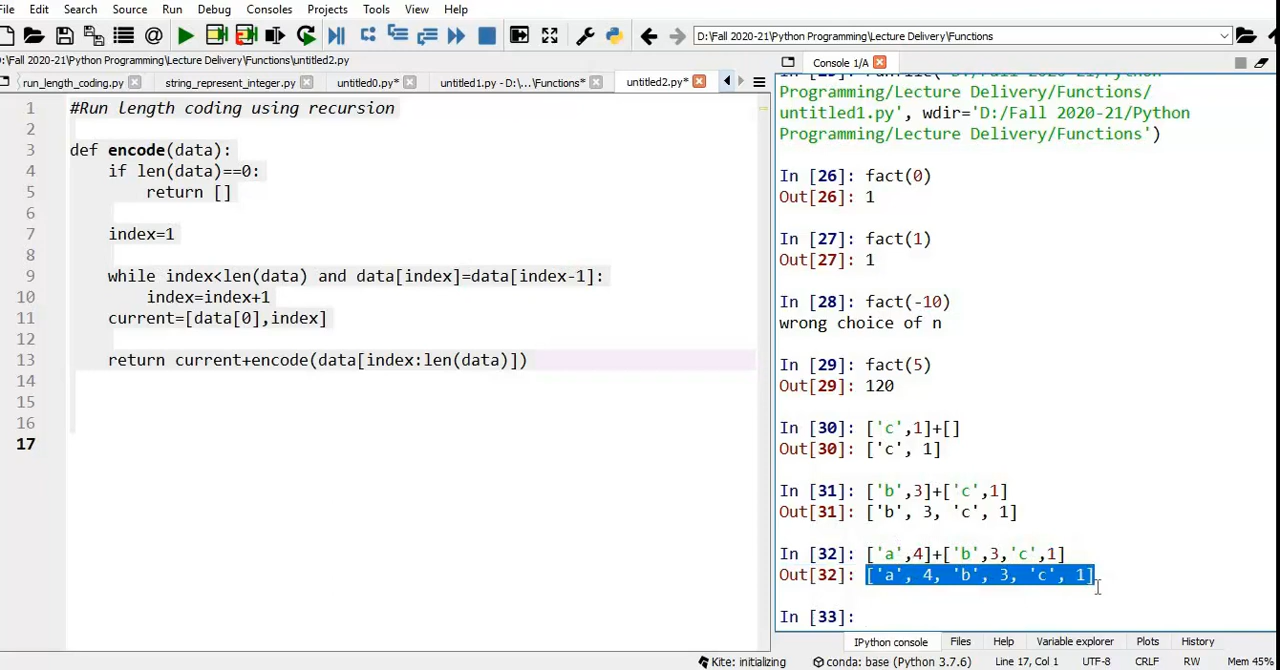 File Edit Search Source Run Debug Consoles Projects Tools View Help
D:\Fall 2020-21/Python Programming/Lecture Delivery/Functions
:\Fall 2020-21\Python Programming/Lecture Delivery/Functions\untitled2.py
run_length_coding.py string_represent_integer.py untitled0.py* untitled1.py - D:\...\Functions* untitled2.py*
1 #Run length coding using recursion
2
3 def encode(data):
4 if len(data)==0:
5 return []
6
7 index=1
8
9 while index<len(data) and data[index]=data[index-1]:
10 index=index+1
11 current=[data[0],index]
12
13 return current+encode(data[index:len(data)])
14
15
16
17
Console 1/A
Programming/Lecture Delivery/Functions/
untitled1.py', wdir='D:/Fall 2020-21/Python
Programming/Lecture Delivery/Functions')
In [26]: fact(0)
Out[26]: 1
In [27]: fact(1)
Out[27]: 1
In [28]: fact(-10)
wrong choice of n
In [29]: fact(5)
Out[29]: 120
In [30]: ['c',1]+[]
Out[30]: ['c', 1]
In [31]: ['b',3]+['c',1]
Out[31]: ['b', 3, 'c', 1]
In [32]: ['a',4]+['b',3,'c',1]
Out[32]: ['a', 4, 'b', 3, 'c', 1]
In [33]:
IPython console Files Help Variable explorer Plots History
Kite: initializing conda: base (Python 3.7.6) Line 17, Col 1 UTF-8 CRLF RW Mem 45%